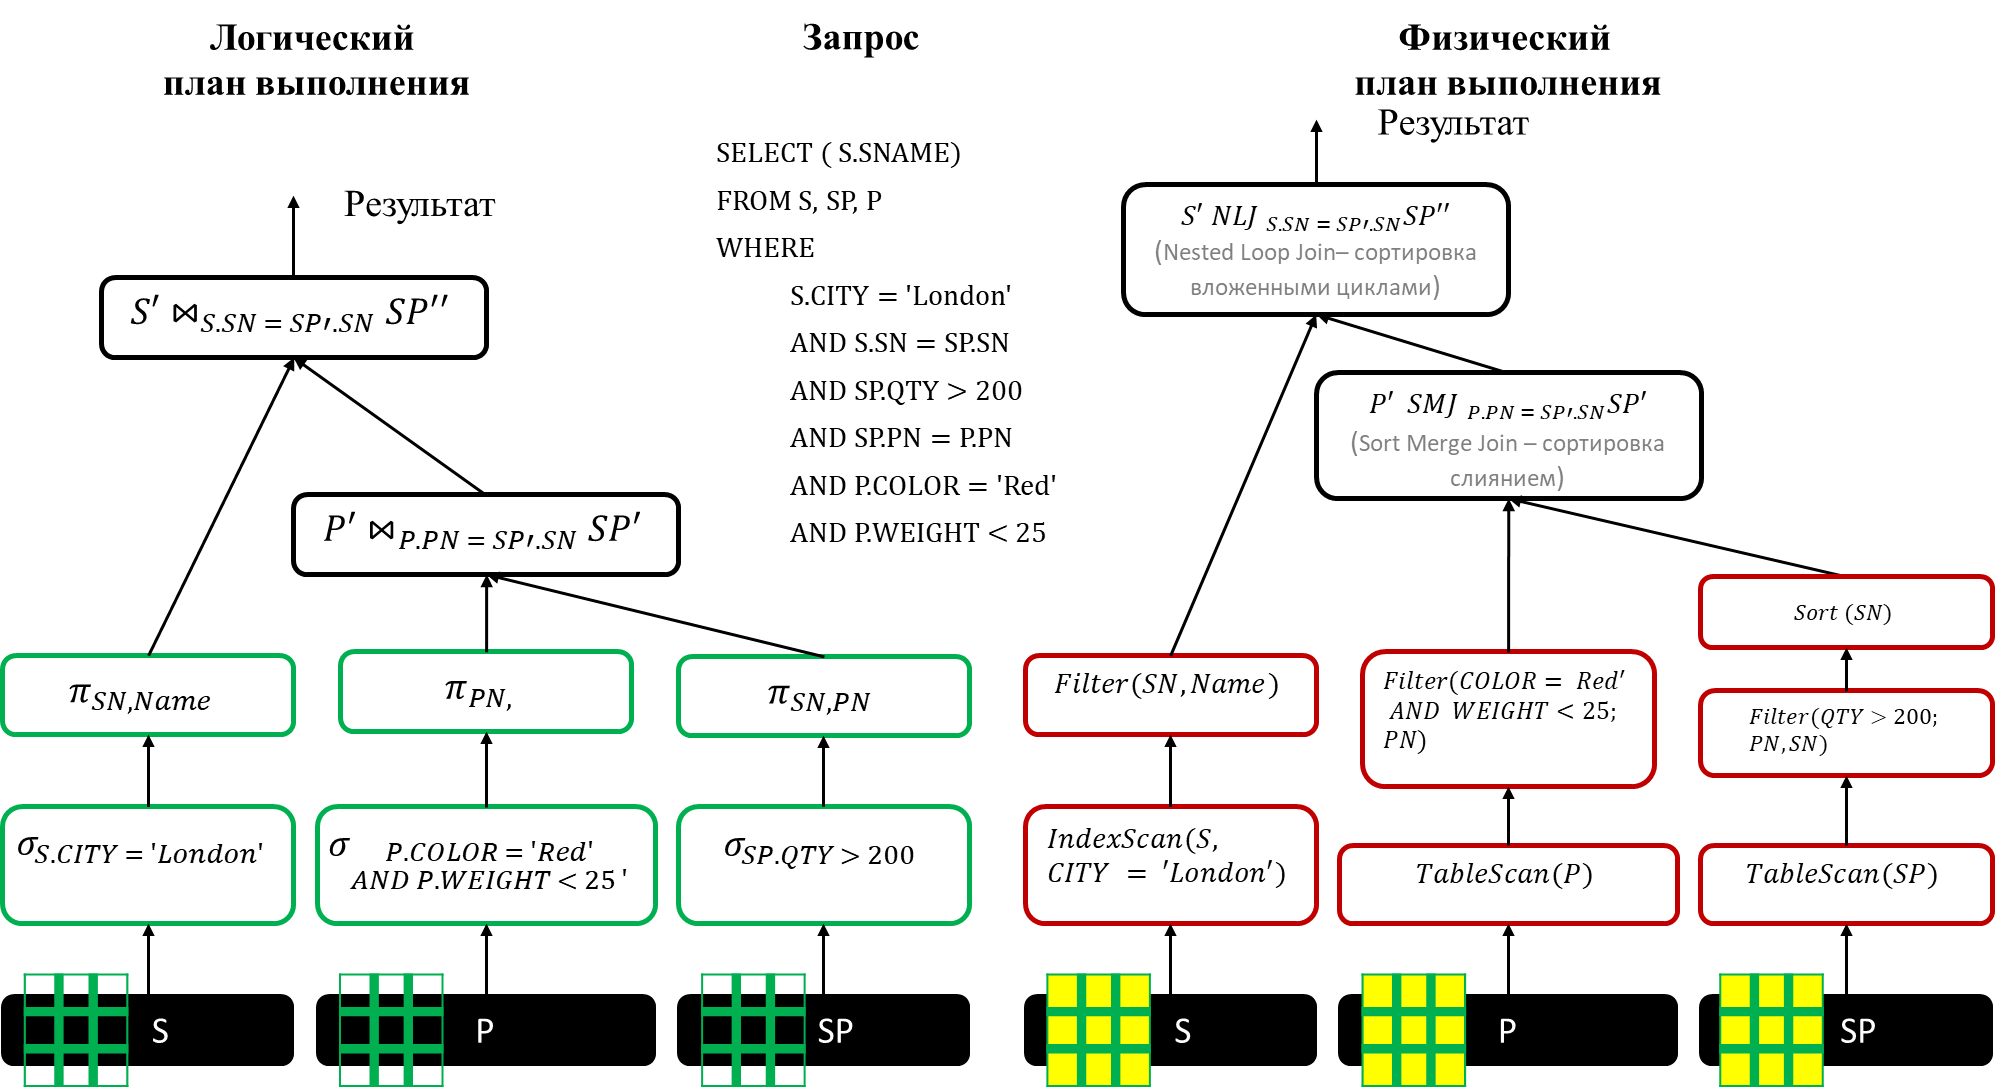 Логический
план выполнения
Результат
S′ ⋈ S.SN = SP′.SN SP′′
P′ ⋈ P.PN = SP′.SN SP′
π SN,Name
π PN,
π SN,PN
σ S.CITY = 'London'
σ P.COLOR = 'Red'
AND P.WEIGHT < 25 '
σ SP.QTY > 200
S
P
SP
Запрос
SELECT ( S.SNAME)
FROM S, SP, P
WHERE
S.CITY = 'London'
AND S.SN = SP.SN
AND SP.QTY > 200
AND SP.PN = P.PN
AND P.COLOR = 'Red'
AND P.WEIGHT < 25
Физический
план выполнения
Результат
S′ NLJ S.SN = SP′.SN SP′′
(Nested Loop Join– сортировка
вложенными циклами)
P′ SMJ P.PN = SP′.SN SP′
(Sort Merge Join – сортировка
слиянием)
Sort (SN)
Filter(SN,Name)
Filter(COLOR = Red′
AND WEIGHT < 25;
PN)
Filter(QTY > 200;
PN,SN)
IndexScan(S,
CITY = ′London′)
TableScan(P)
TableScan(SP)
S
P
SP